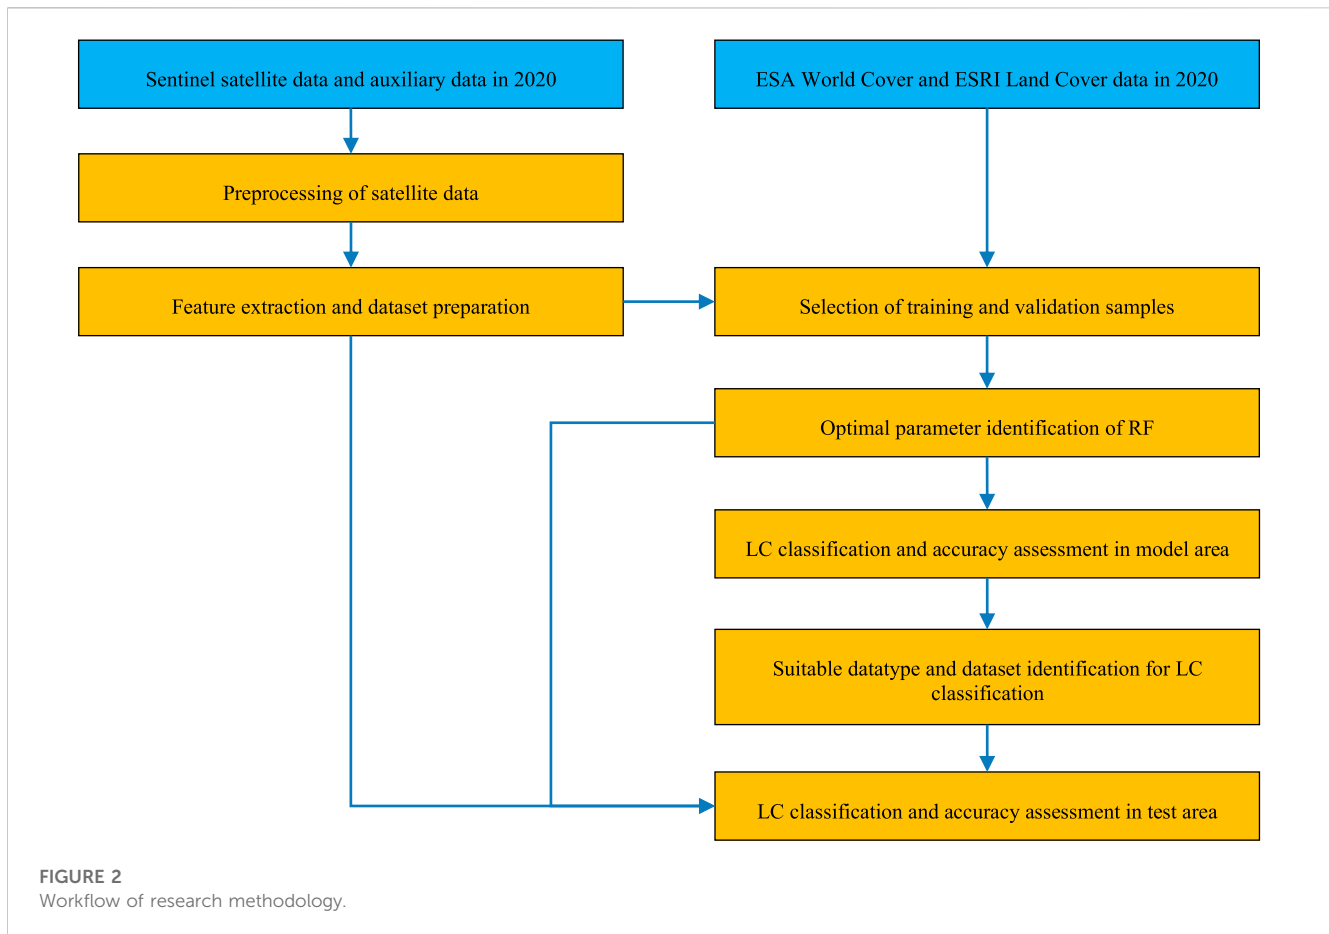 Sentinel satellite data and auxiliary data in 2020
ESA World Cover and ESRI Land Cover data in 2020
Preprocessing of satellite data
Feature extraction and dataset preparation
Selection of training and validation samples
Optimal parameter identification of RF
LC classification and accuracy assessment in model area
Suitable datatype and dataset identification for LC
classification
LC classification and accuracy assessment in test area
FIGURE 2
Workflow of research methodology.